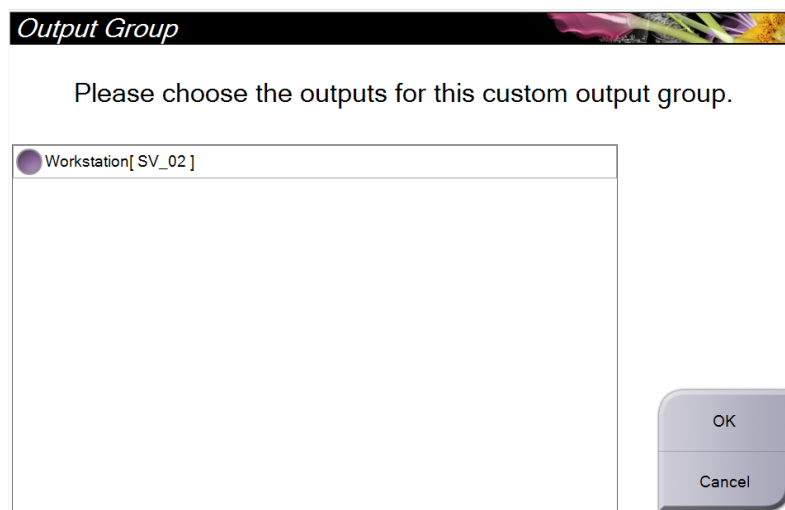 Output Group
Please choose the outputs for this custom output group.
Workstation[ SV_02 ]
OK
Cancel